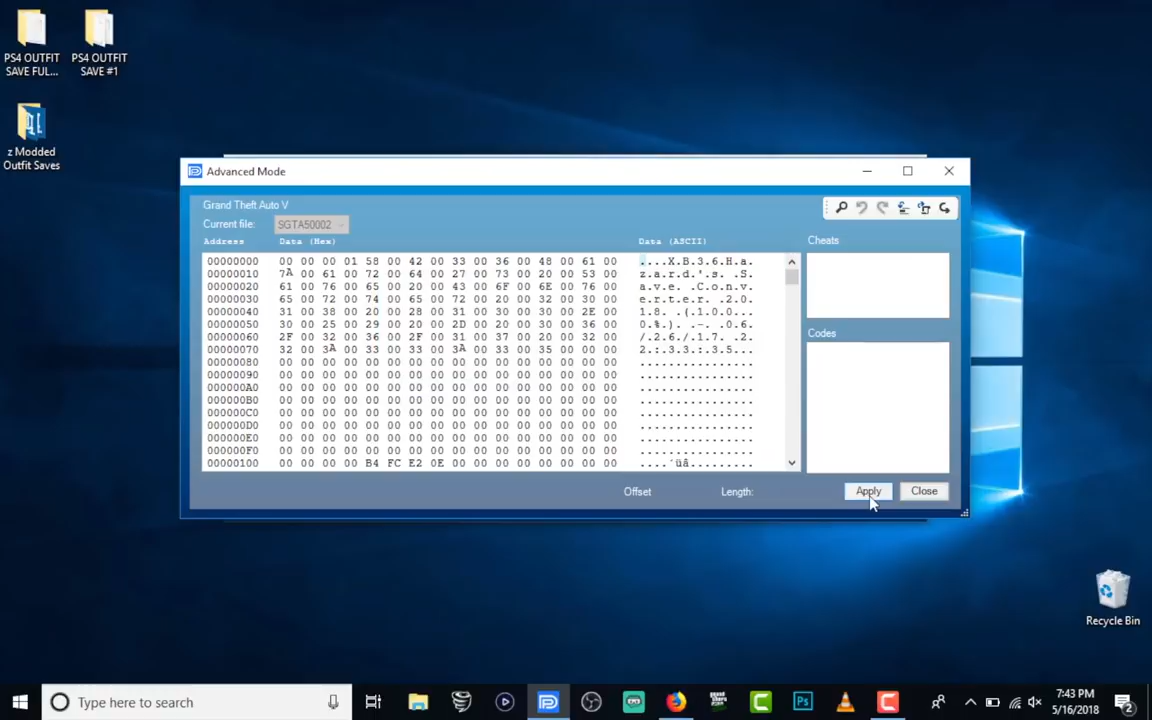 PS4 OUTFIT
SAVE FUL...
PS4 OUTFIT
SAVE #1
z Modded
Outfit Saves
Advanced Mode
Grand Theft Auto V
Current file:
SGTA50002
Address
Data (Hex)
Data (ASCII)
00000000 00 00 00 01 58 00 42 00 33 00 36 00 48 00 61 00 ....X.B.3.6.H.a.
00000010 7A 00 61 00 72 00 64 00 27 00 73 00 20 00 53 00 z.a.r.d.'.s. .S.
00000020 61 00 76 00 65 00 20 00 43 00 6F 00 6E 00 76 00 a.v.e. .C.o.n.v.
00000030 65 00 72 00 74 00 65 00 72 00 20 00 32 00 30 00 e.r.t.e.r. .2.0.
00000040 31 00 38 00 20 00 28 00 31 00 30 00 30 00 2E 00 1.8. .(.1.0.0...
00000050 30 00 25 00 29 00 20 00 2D 00 20 00 30 00 36 00 0.%.). .-. .0.6.
00000060 2F 00 32 00 36 00 2F 00 31 00 37 00 20 00 32 00 /.2.6./.1.7. .2.
00000070 32 00 3A 00 33 00 33 00 3A 00 33 00 35 00 00 00 2.:.3.3.:.3.5...
00000080 00 00 00 00 00 00 00 00 00 00 00 00 00 00 00 00 ................
00000090 00 00 00 00 00 00 00 00 00 00 00 00 00 00 00 00 ................
000000A0 00 00 00 00 00 00 00 00 00 00 00 00 00 00 00 00 ................
000000B0 00 00 00 00 00 00 00 00 00 00 00 00 00 00 00 00 ................
000000C0 00 00 00 00 00 00 00 00 00 00 00 00 00 00 00 00 ................
000000D0 00 00 00 00 00 00 00 00 00 00 00 00 00 00 00 00 ................
000000E0 00 00 00 00 00 00 00 00 00 00 00 00 00 00 00 00 ................
000000F0 00 00 00 00 00 00 00 00 00 00 00 00 00 00 00 00 ................
00000100 00 00 00 00 B4 FC E2 0E 00 00 00 00 00 00 00 00 ....´üâ.........
Cheats
Codes
Offset
Length:
Apply
Close
Recycle Bin
Type here to search
Ps
7:43 PM
5/16/2018
2